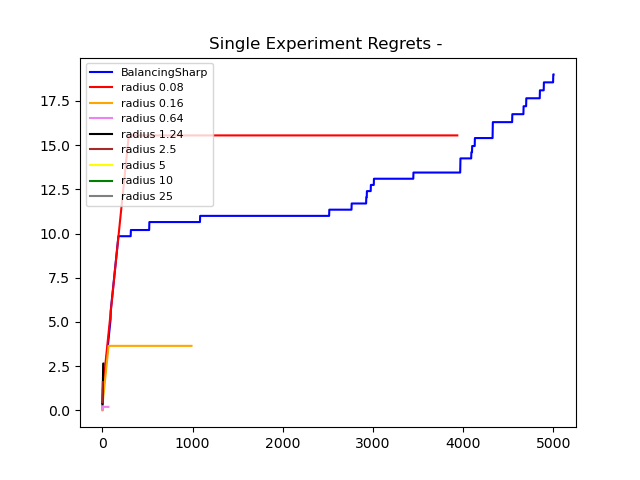 Single Experiment Regrets -
BalancingSharp
radius 0.08
radius 0.16
radius 0.64
radius 1.24
radius 2.5
radius 5
radius 10
radius 25
17.5
15.0
12.5
10.0
7.5
5.0
2.5
0.0
0 1000 2000 3000 4000 5000